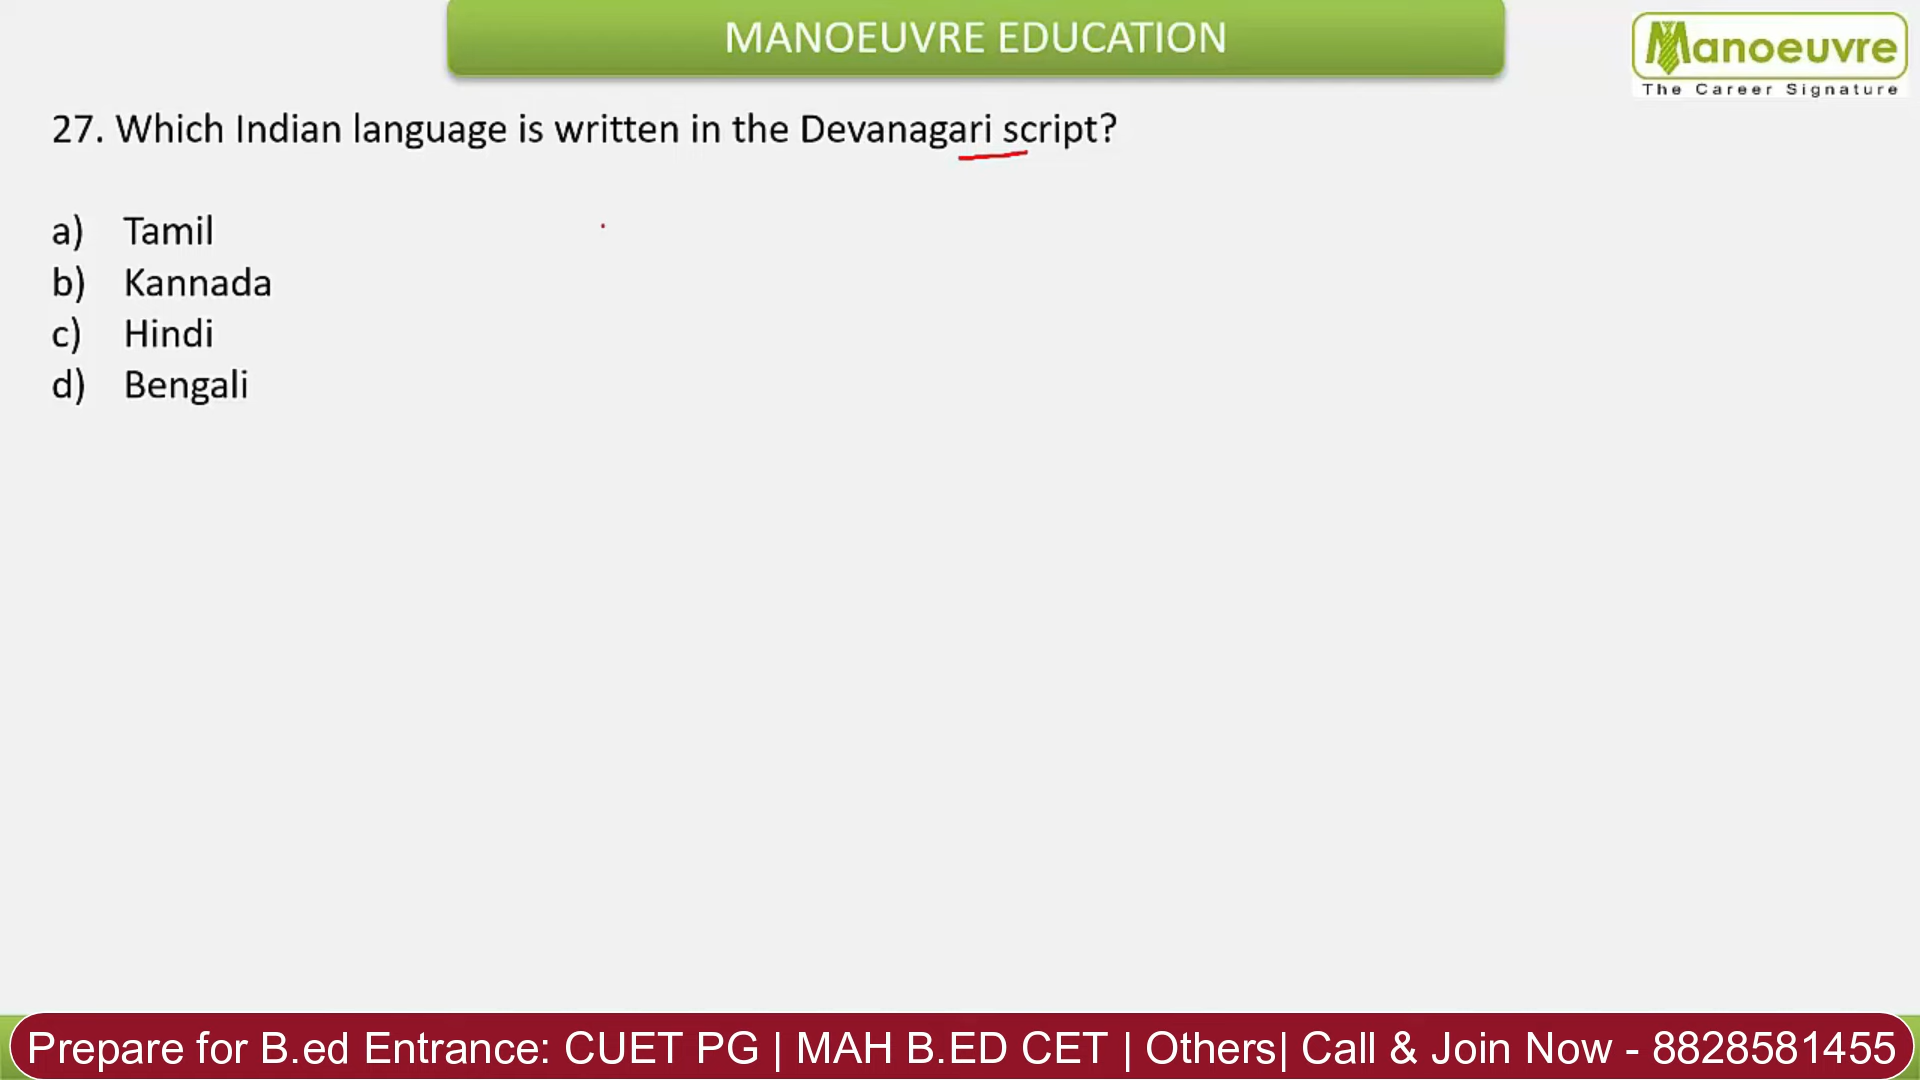 MANOEUVRE EDUCATION
Manoeuvre
The Career Signature
27. Which Indian language is written in the Devanagari script?
a) Tamil
b) Kannada
c) Hindi
d) Bengali
Prepare for B.ed Entrance: CUET PG | MAH B.ED CET | Others| Call & Join Now - 8828581455